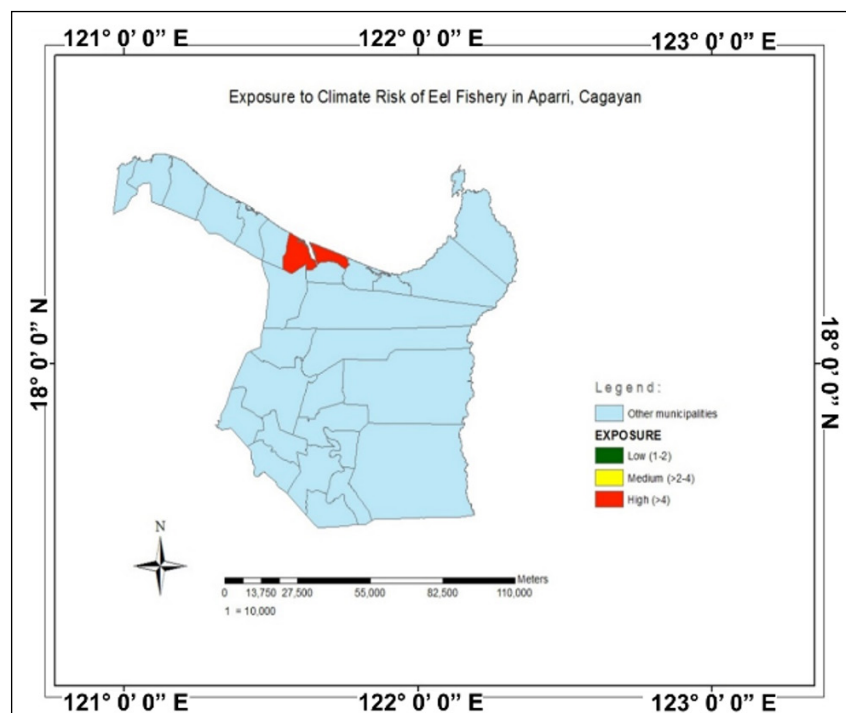 121° 0' 0” E 122° 0' 0” E 123° 0' 0” E
Exposure to Climate Risk of Eel Fishery in Aparri, Cagayan
18° 0' 0” N
18° 0' 0” N
Legend:
Other municipalities
EXPOSURE
Low (1-2)
Medium (>2-4)
High (>4)
N
Meters
0 13,750 27,500 55,000 82,500 110,000
1 = 10,000
121° 0' 0” E 122° 0' 0” E 123° 0' 0” E